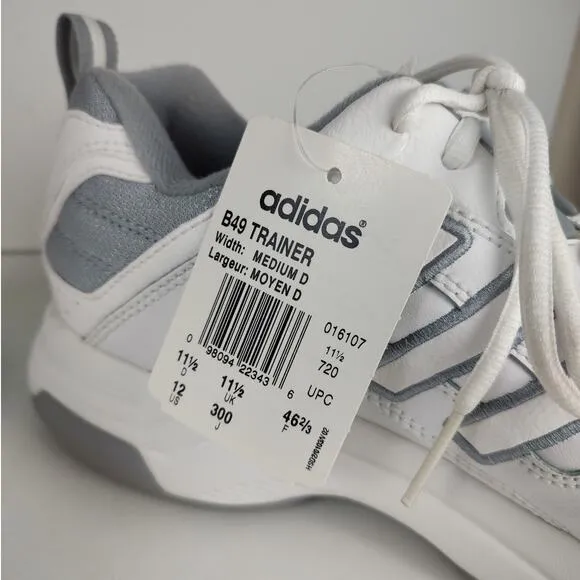 adidas®
B49 TRAINER
Width: MEDIUM D
Largeur: MOYEN D
016107
11½
720
UPC
0 98094 22343 6
11½ D
11½ UK
46⅔ F
12 US
300 J